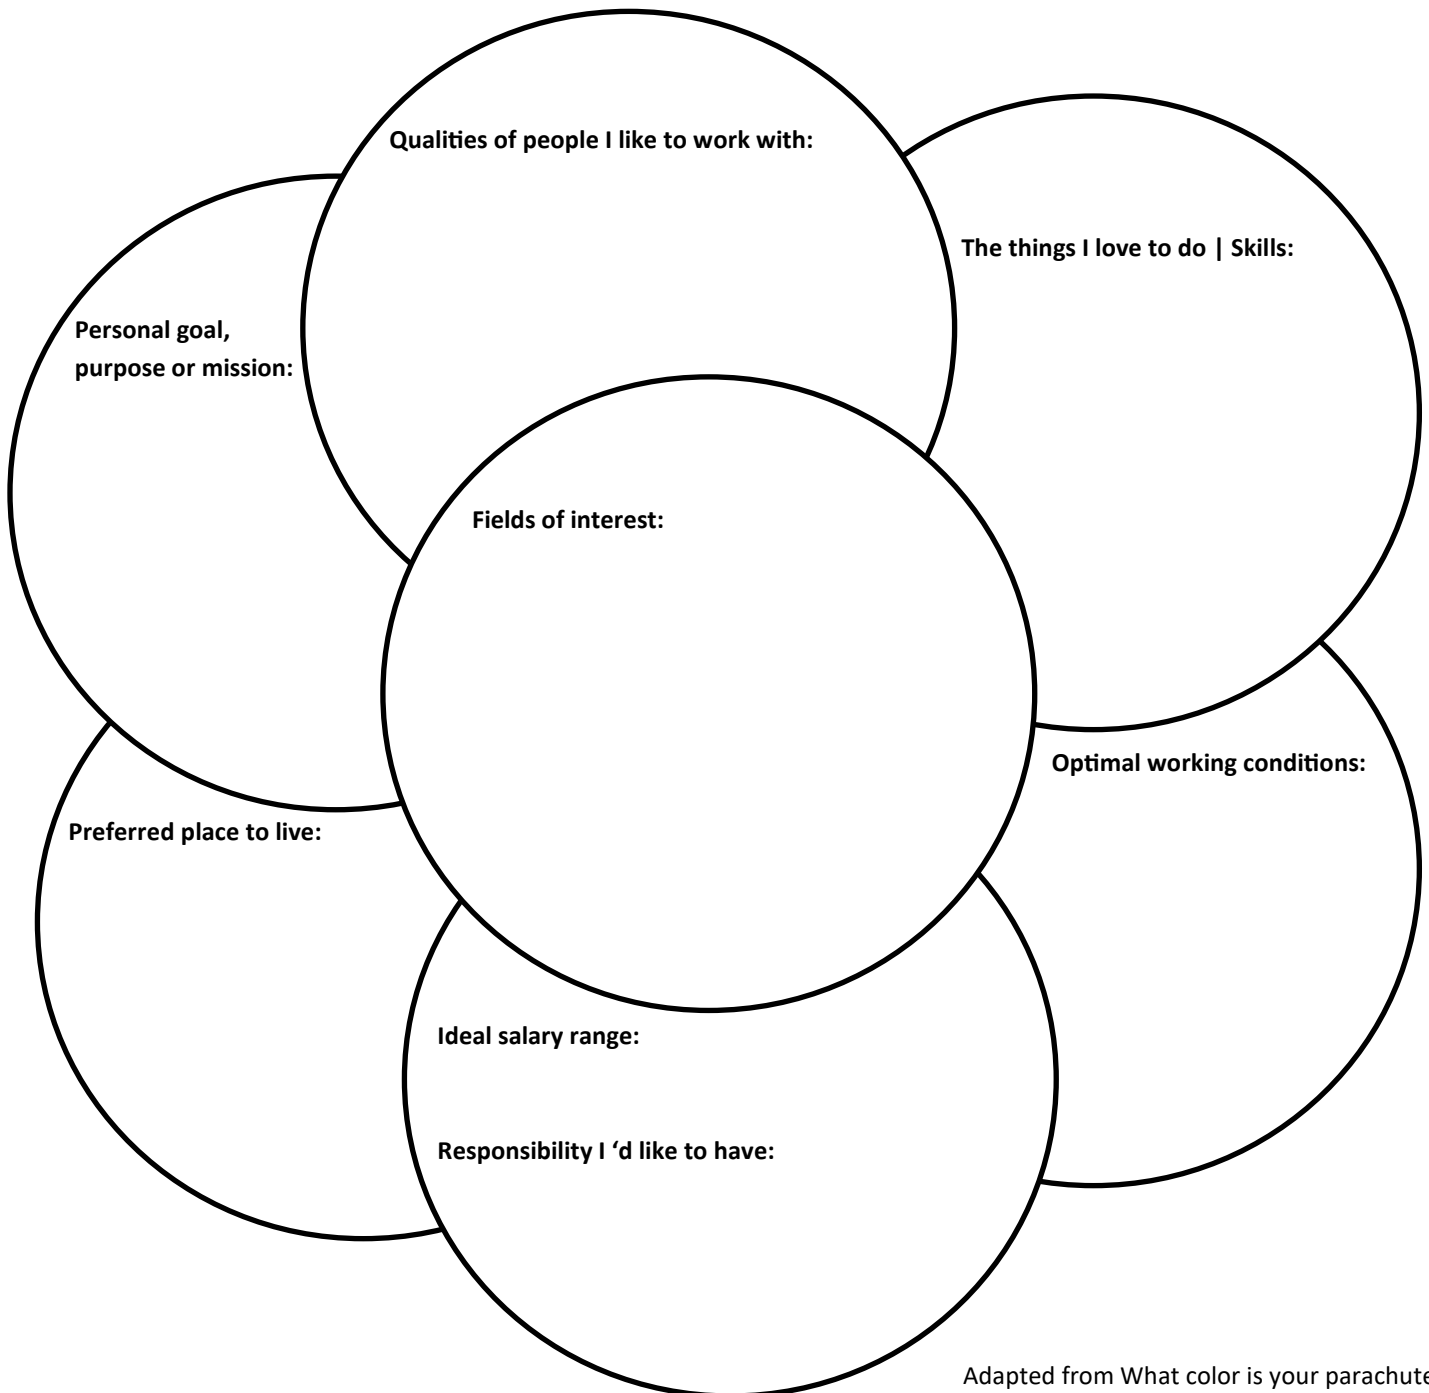 Qualities of people I like to work with:
The things I love to do | Skills:
Personal goal,
purpose or mission:
Fields of interest:
Optimal working conditions:
Preferred place to live:
Ideal salary range:
Responsibility I ‘d like to have:
Adapted from What color is your parachute